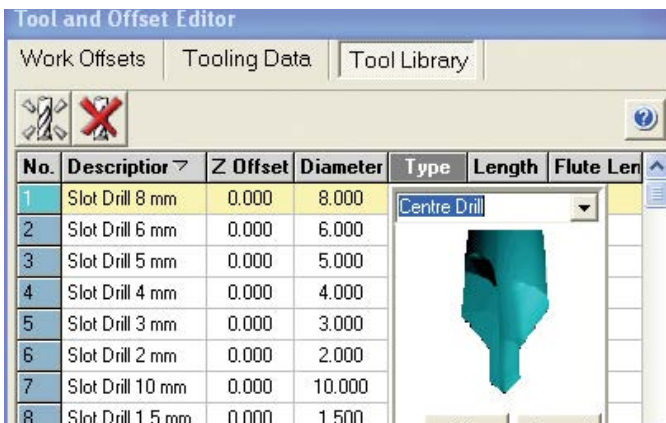 Tool and Offset Editor
Work Offsets Tooling Data Tool Library
No. Descriptior Z Offset Diameter Type Length Flute Len
1 Slot Drill 8 mm 0.000 8.000 Centre Drill
2 Slot Drill 6 mm 0.000 6.000
3 Slot Drill 5 mm 0.000 5.000
4 Slot Drill 4 mm 0.000 4.000
5 Slot Drill 3 mm 0.000 3.000
6 Slot Drill 2 mm 0.000 2.000
7 Slot Drill 10 mm 0.000 10.000
8 Slot Drill 1.5 mm 0.000 1.500